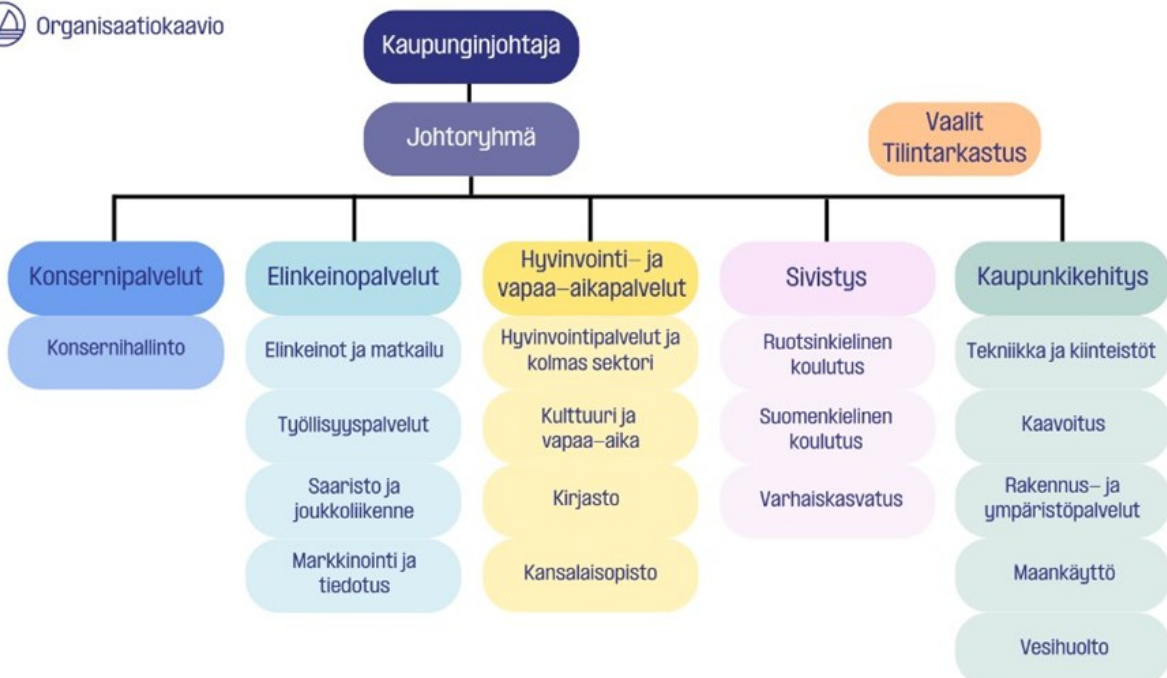 Organisaatiokaavio
Kaupunginjohtaja
Johtoryhmä
Vaalit
Tilintarkastus
Konsernipalvelut
Konsernihallinto
Elinkeinopalvelut
Elinkeinot ja matkailu
Työllisyyspalvelut
Saaristo ja
joukkoliikenne
Markkinointi ja
tiedotus
Hyvinvointi- ja
vapaa-aikapalvelut
Hyvinvointipalvelut ja
kolmas sektori
Kulttuuri ja
vapaa-aika
Kirjasto
Kansalaisopisto
Sivistys
Ruotsinkielinen
koulutus
Suomenkielinen
koulutus
Varhaiskasvatus
Kaupunkikehitys
Tekniikka ja kiinteistöt
Kaavoitus
Rakennus- ja
ympäristöpalvelut
Maankäyttö
Vesihuolto